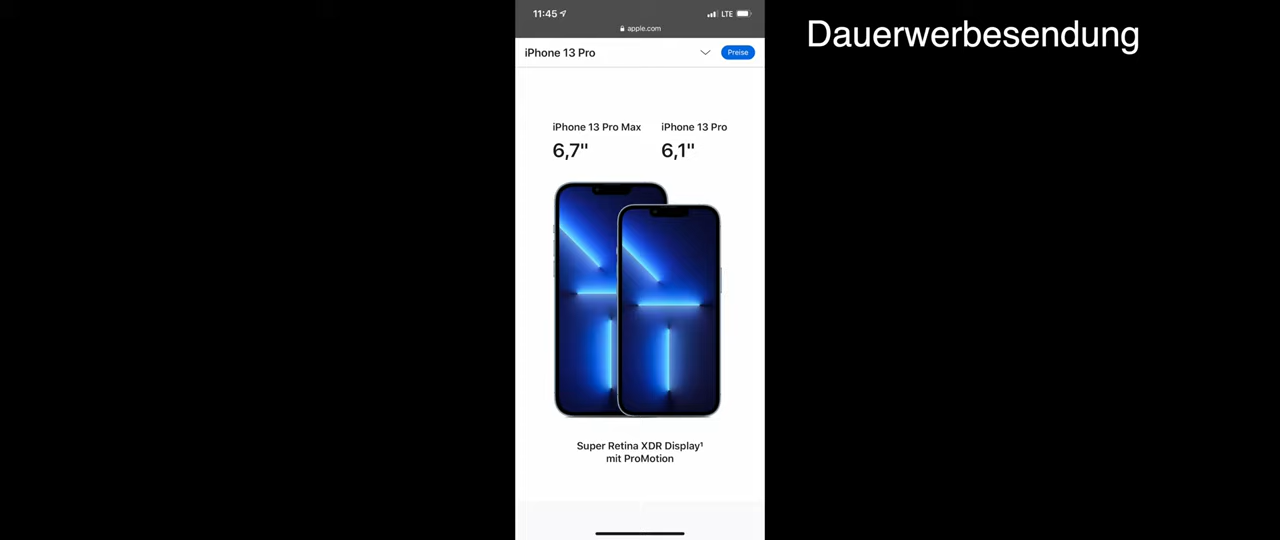 11:45
LTE
apple.com
Dauerwerbesendung
iPhone 13 Pro
Preise
iPhone 13 Pro Max
6,7"
iPhone 13 Pro
6,1"
Super Retina XDR Display¹
mit ProMotion